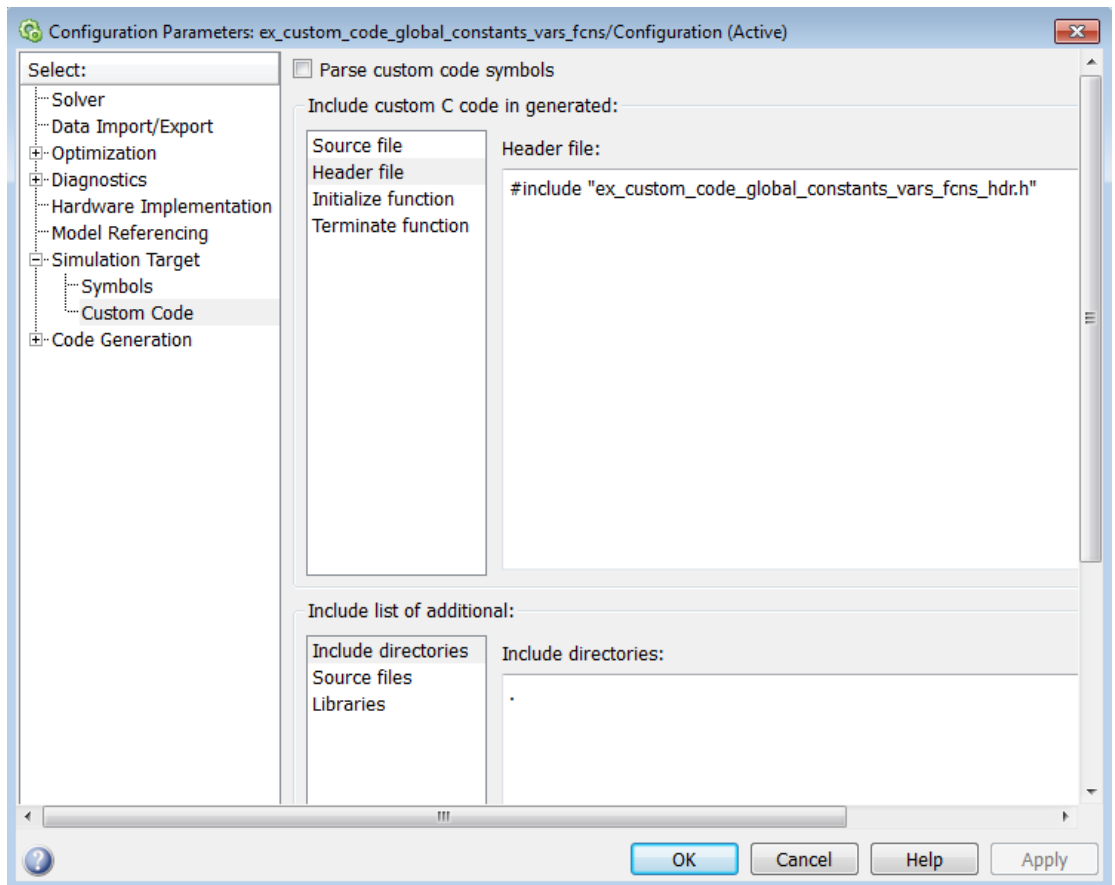 Configuration Parameters: ex_custom_code_global_constants_vars_fcns/Configuration (Active)
Select:
Solver
Data Import/Export
Optimization
Diagnostics
Hardware Implementation
Model Referencing
Simulation Target
Symbols
Custom Code
Code Generation
Parse custom code symbols
Include custom C code in generated:
Source file
Header file
Initialize function
Terminate function
Header file:
#include "ex_custom_code_global_constants_vars_fcns_hdr.h"
Include list of additional:
Include directories
Source files
Libraries
Include directories:
.
OK
Cancel
Help
Apply